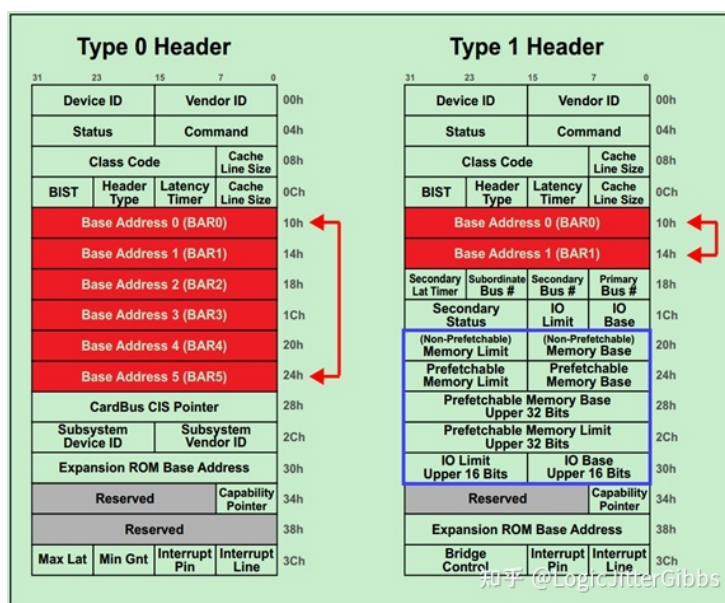 Type 0 Header
31 23 15 7 0
Device ID Vendor ID 00h
Status Command 04h
Class Code Cache Line Size 08h
BIST Header Type Latency Timer Cache Line Size 0Ch
Base Address 0 (BAR0) 10h
Base Address 1 (BAR1) 14h
Base Address 2 (BAR2) 18h
Base Address 3 (BAR3) 1Ch
Base Address 4 (BAR4) 20h
Base Address 5 (BAR5) 24h
CardBus CIS Pointer 28h
Subsystem Device ID Subsystem Vendor ID 2Ch
Expansion ROM Base Address 30h
Reserved Capability Pointer 34h
Reserved 38h
Max Lat Min Gnt Interrupt Pin Interrupt Line 3Ch
Type 1 Header
31 23 15 7 0
Device ID Vendor ID 00h
Status Command 04h
Class Code Cache Line Size 08h
BIST Header Type Latency Timer Cache Line Size 0Ch
Base Address 0 (BAR0) 10h
Base Address 1 (BAR1) 14h
Secondary Lat Timer Subordinate Bus # Secondary Bus # Primary Bus # 18h
Secondary Status IO Limit IO Base 1Ch
(Non-Prefetchable) Memory Limit (Non-Prefetchable) Memory Base 20h
Prefetchable Memory Limit Prefetchable Memory Base 24h
Prefetchable Memory Base Upper 32 Bits 28h
Prefetchable Memory Limit Upper 32 Bits 2Ch
IO Limit Upper 16 Bits IO Base Upper 16 Bits 30h
Reserved Capability Pointer 34h
Expansion ROM Base Address 38h
Bridge Control Interrupt Pin Interrupt Line 3Ch
知乎 @LogicJitterGibbs